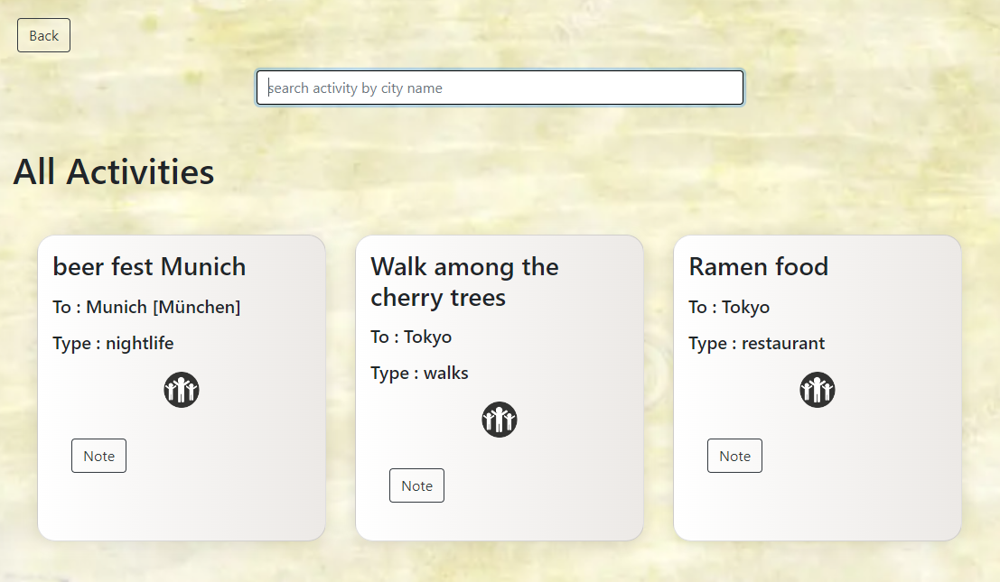 Back
search activity by city name
All Activities
beer fest Munich
To : Munich [München]
Type : nightlife
Note
Walk among the
cherry trees
To : Tokyo
Type : walks
Note
Ramen food
To : Tokyo
Type : restaurant
Note